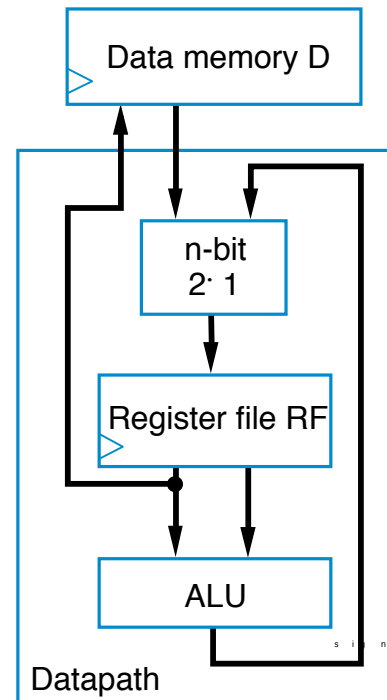 Data memory D
n-bit
2· 1
Register file RF
ALU
s i g n
Datapath